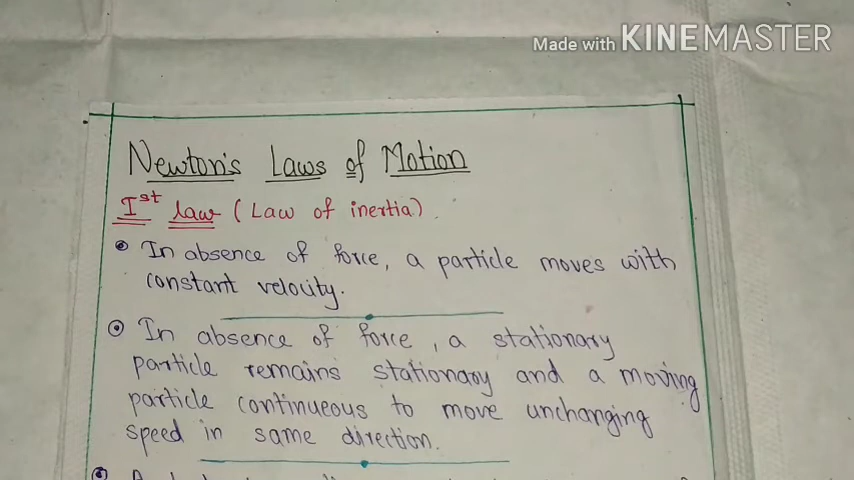 Made with KINEMASTER
Newton's Laws of Motion
Ist law (Law of inertia).
In absence of force, a particle moves with
constant velocity.
In absence of force, a stationary
particle remains stationary and a moving
particle continueous to move unchanging
speed in same direction.